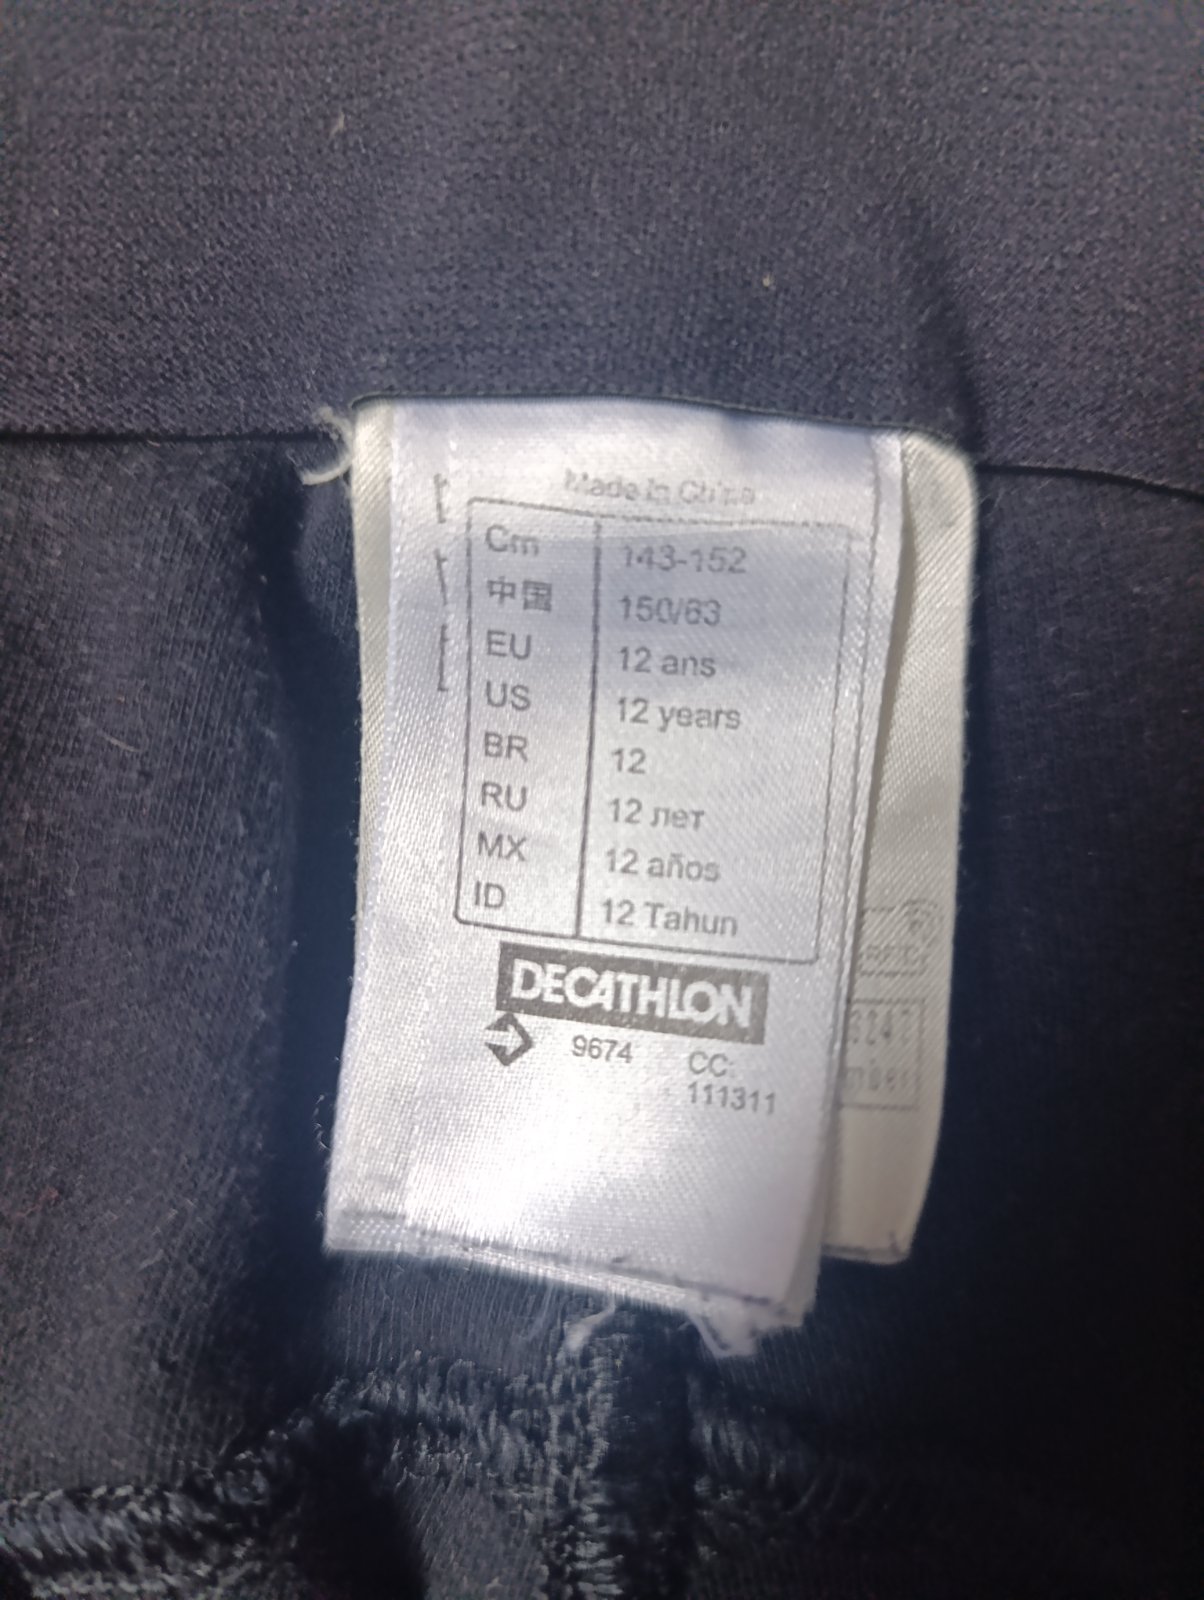 Made in China
Cm 143-152
中国 150/63
EU 12 ans
US 12 years
BR 12
RU 12 лет
MX 12 años
ID 12 Tahun
DECATHLON
9674 CC:
111311